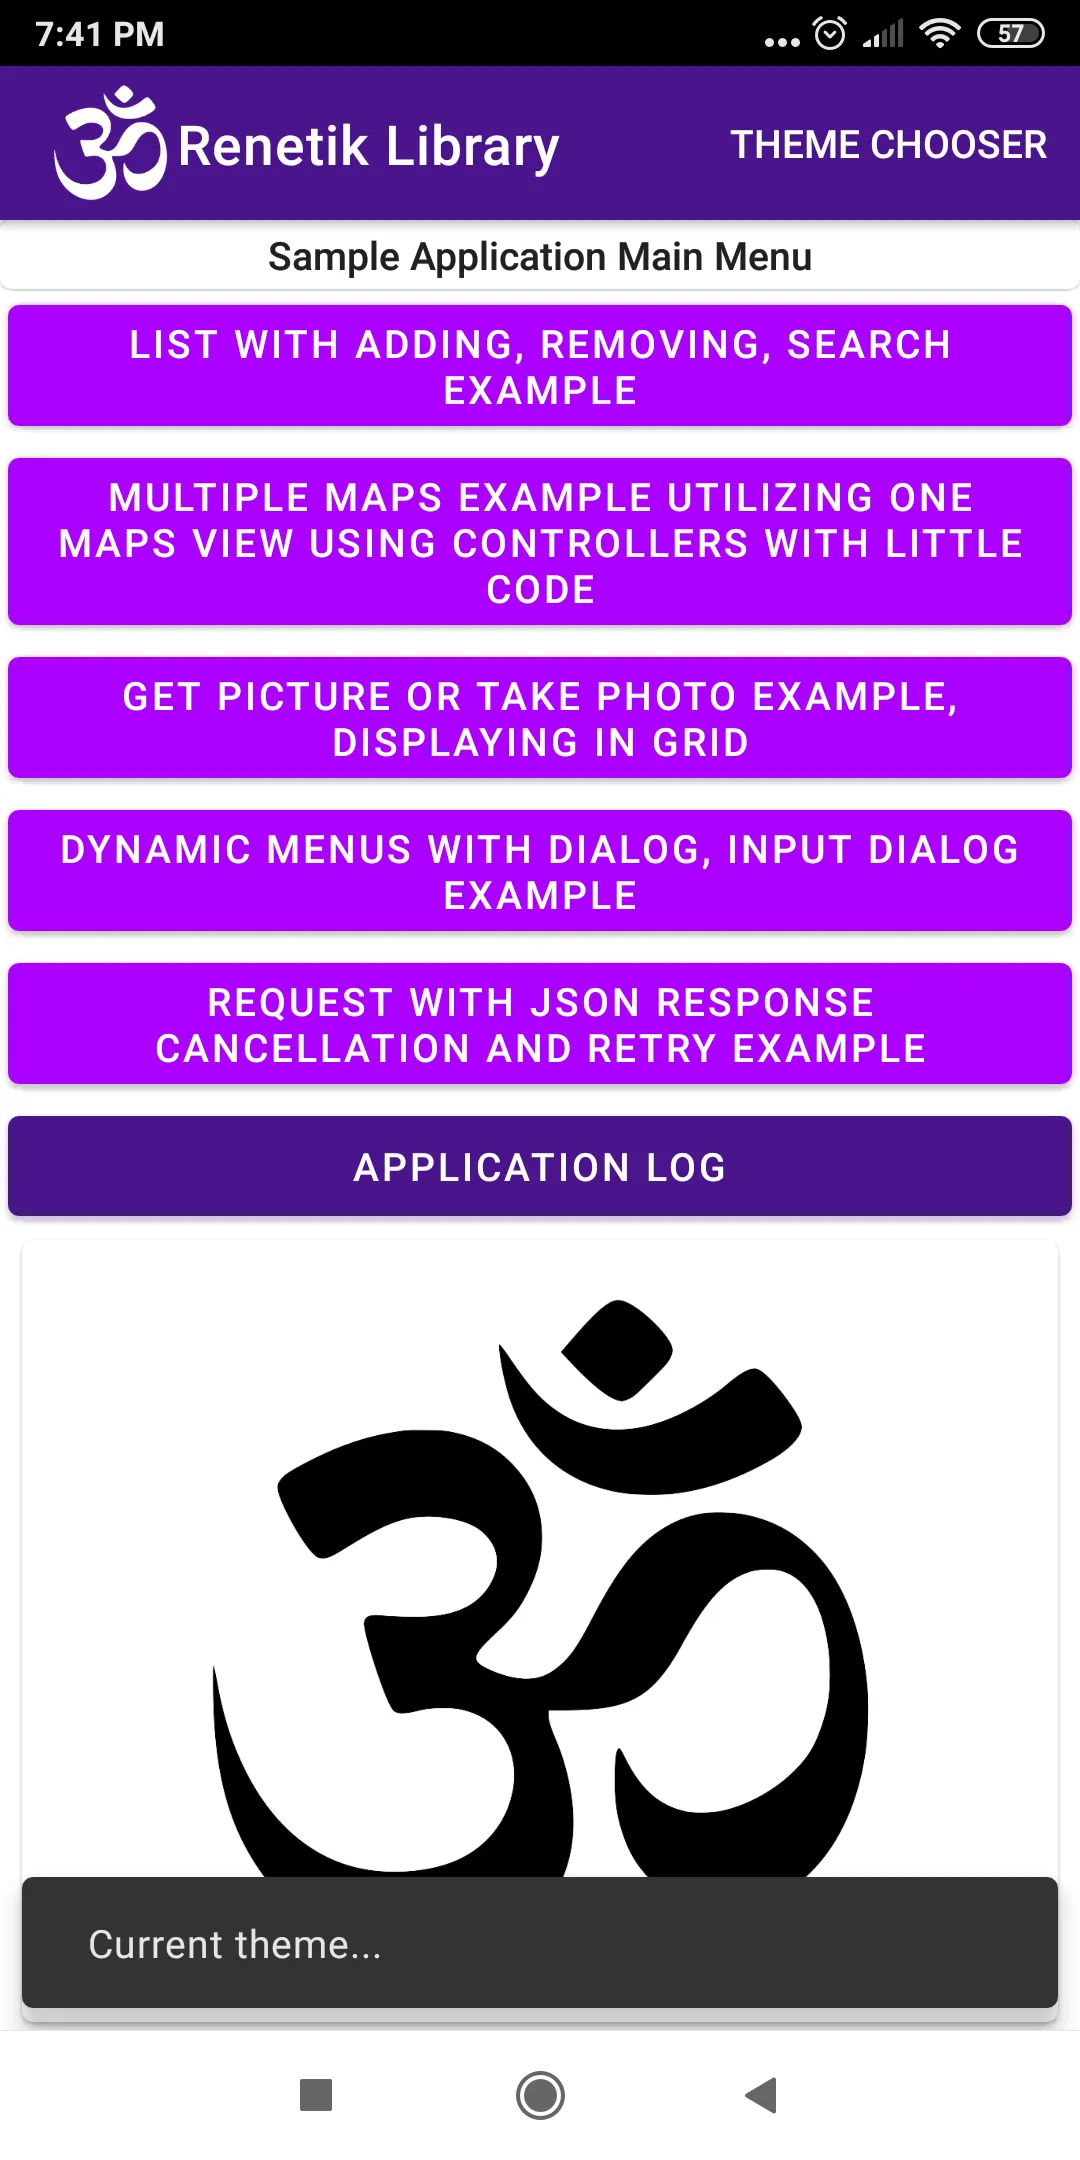 7:41 PM
57
Renetik Library
THEME CHOOSER
Sample Application Main Menu
LIST WITH ADDING, REMOVING, SEARCH
EXAMPLE
MULTIPLE MAPS EXAMPLE UTILIZING ONE
MAPS VIEW USING CONTROLLERS WITH LITTLE
CODE
GET PICTURE OR TAKE PHOTO EXAMPLE,
DISPLAYING IN GRID
DYNAMIC MENUS WITH DIALOG, INPUT DIALOG
EXAMPLE
REQUEST WITH JSON RESPONSE
CANCELLATION AND RETRY EXAMPLE
APPLICATION LOG
ॐ
Current theme...